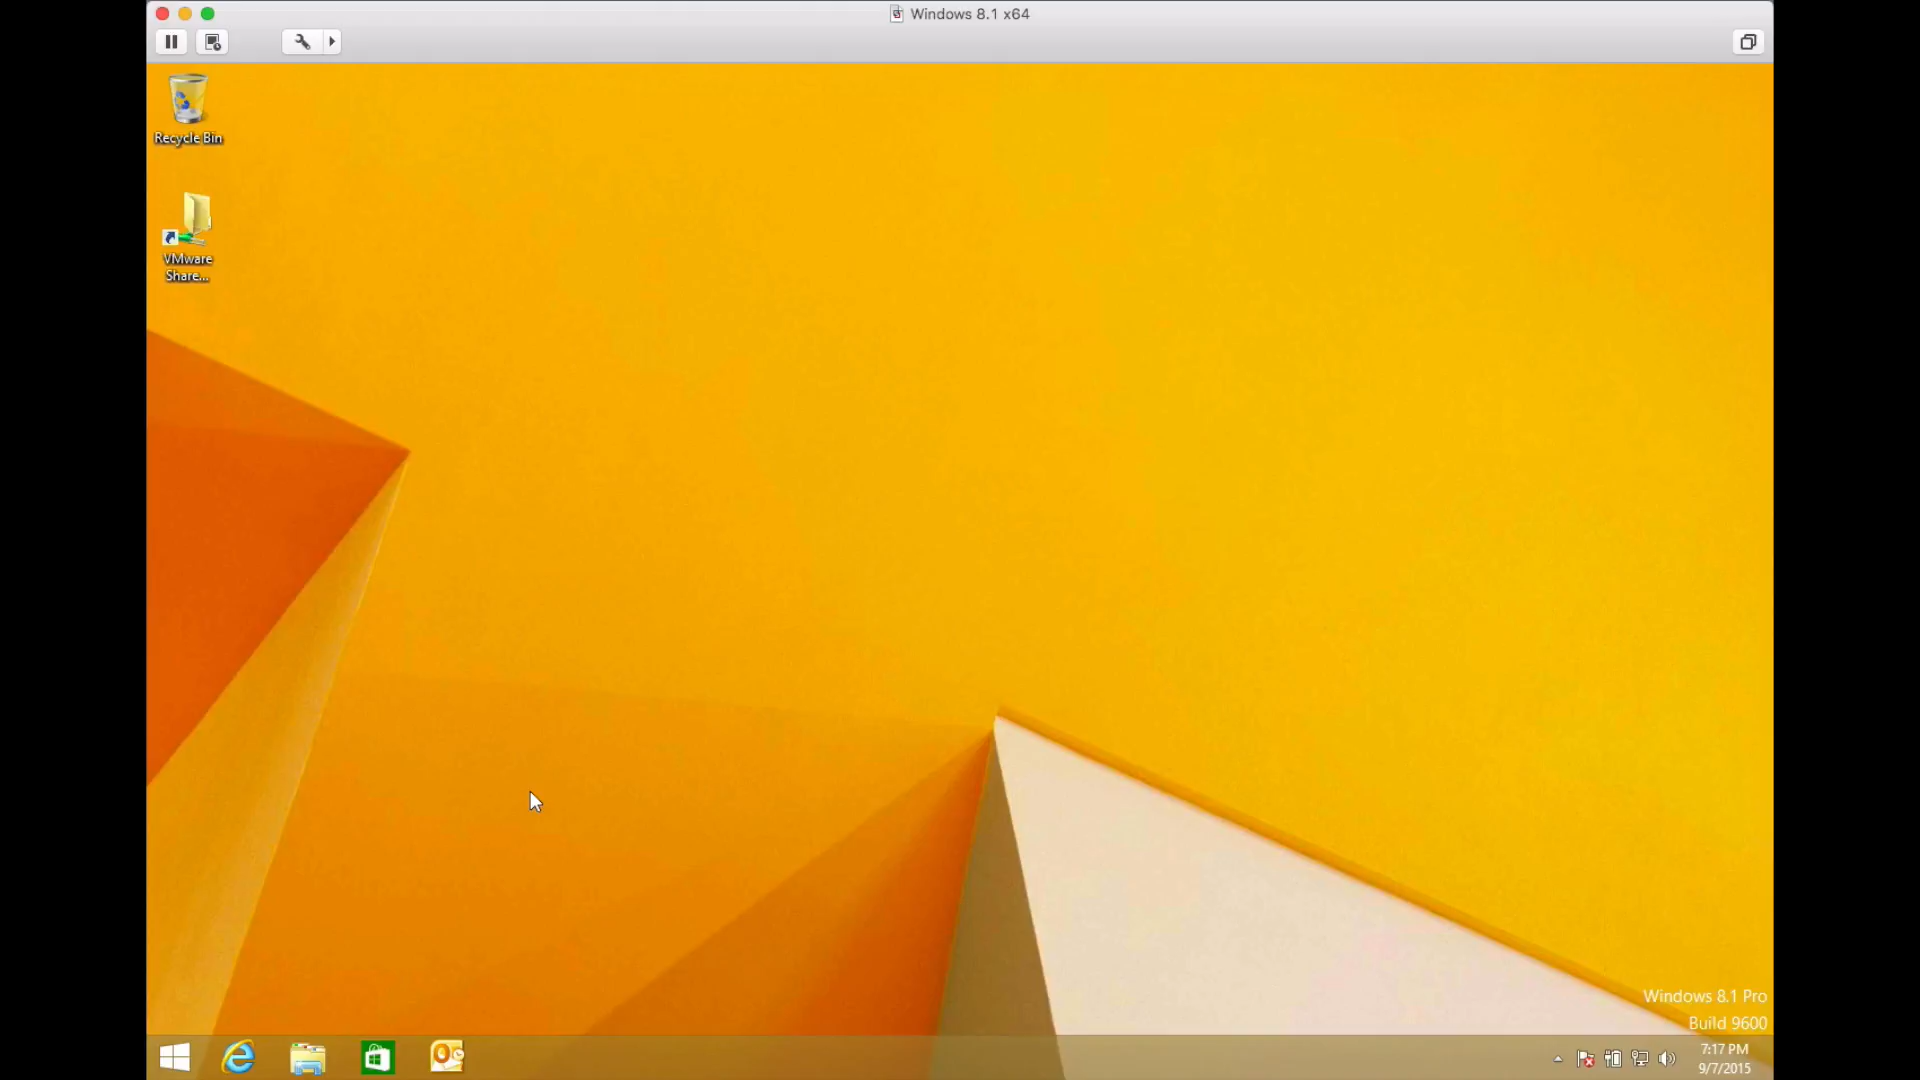 Windows 8.1 x64
Recycle Bin
VMware
Share...
Windows 8.1 Pro
Build 9600
7:17 PM
9/7/2015